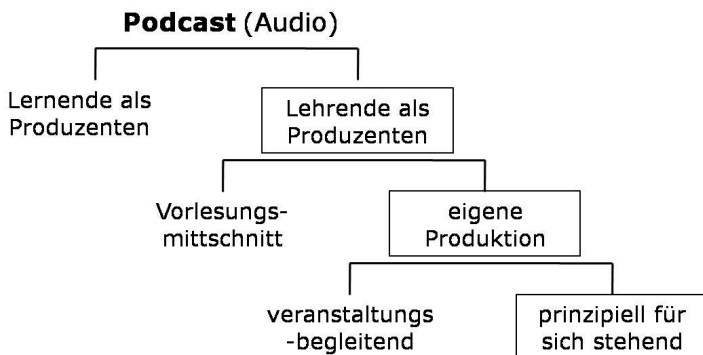 Podcast (Audio)
Lernende als
Produzenten
Lehrende als
Produzenten
Vorlesungs-
mittschnitt
eigene
Produktion
veranstaltungs
-begleitend
prinzipiell für
sich stehend